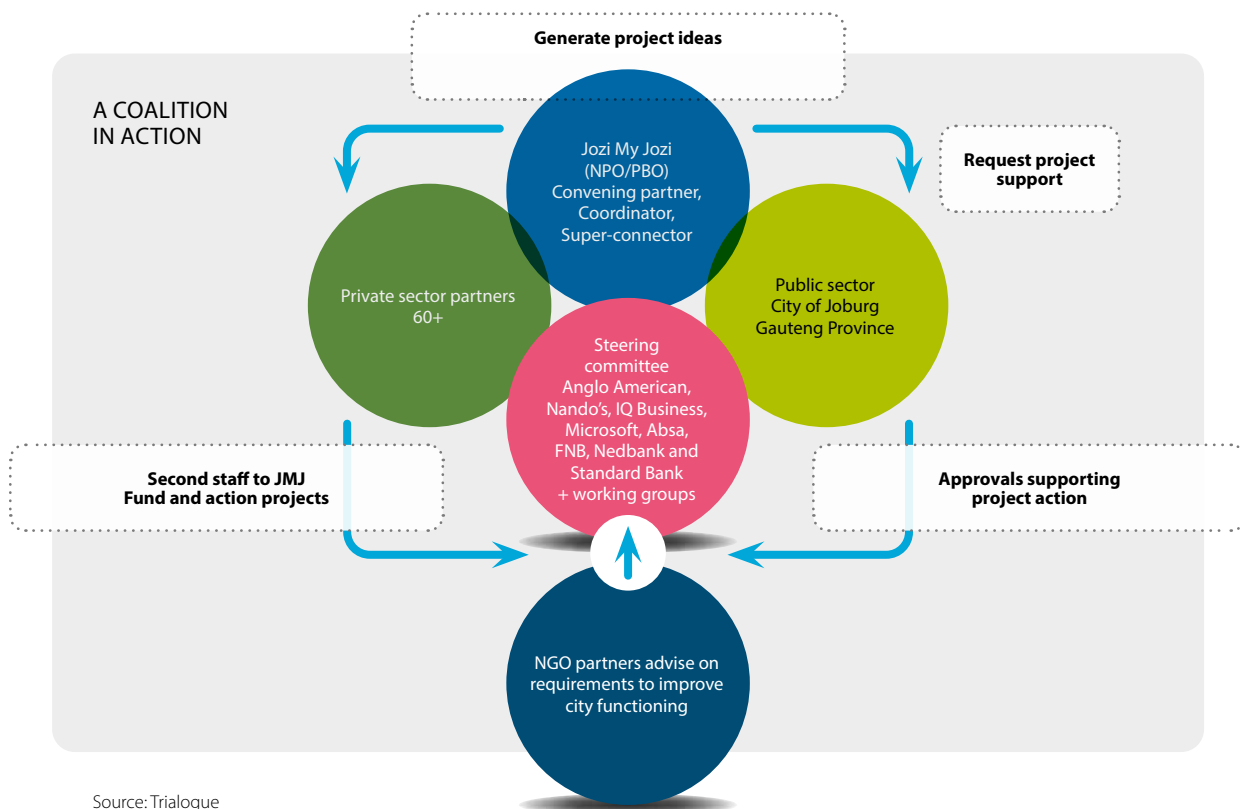 Generate project ideas
A COALITION
IN ACTION
Jozi My Jozi
(NPO/PBO)
Convening partner,
Coordinator,
Super-connector
Request project
support
Private sector partners
60+
Public sector
City of Joburg
Gauteng Province
Steering
committee
Anglo American,
Nando’s, IQ Business,
Microsoft, Absa,
FNB, Nedbank and
Standard Bank
+ working groups
Second staff to JMJ
Fund and action projects
Approvals supporting
project action
NGO partners advise on
requirements to improve
city functioning
Source: Trialogue